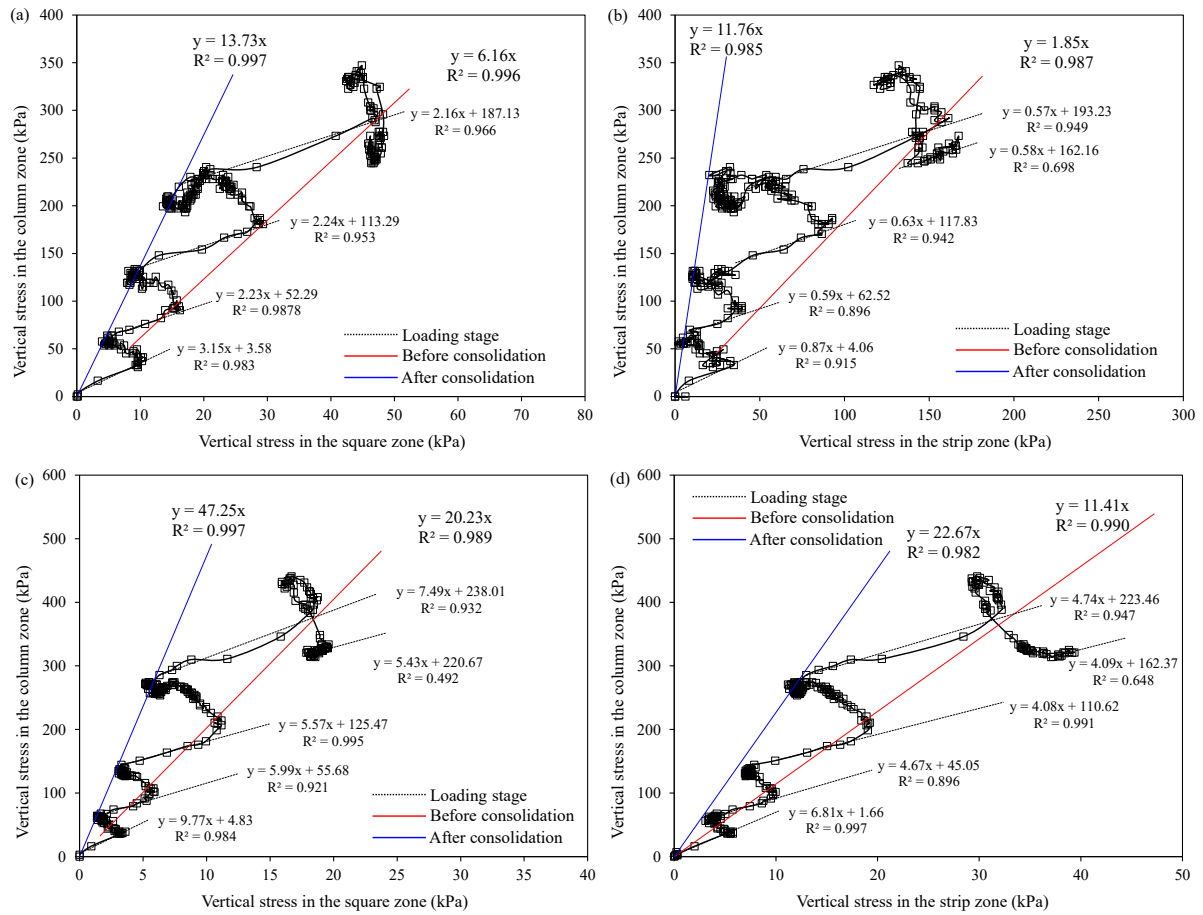 (a)
400
350
300
250
200
150
100
50
0
Vertical stress in the column zone (kPa)
y = 13.73x
R² = 0.997
y = 6.16x
R² = 0.996
y = 2.16x + 187.13
R² = 0.966
y = 2.24x + 113.29
R² = 0.953
y = 2.23x + 52.29
R² = 0.9878
y = 3.15x + 3.58
R² = 0.983
Loading stage
Before consolidation
After consolidation
0 10 20 30 40 50 60 70 80
Vertical stress in the square zone (kPa)
(b)
400
350
300
250
200
150
100
50
0
Vertical stress in the column zone (kPa)
y = 11.76x
R² = 0.985
y = 1.85x
R² = 0.987
y = 0.57x + 193.23
R² = 0.949
y = 0.58x + 162.16
R² = 0.698
y = 0.63x + 117.83
R² = 0.942
y = 0.59x + 62.52
R² = 0.896
y = 0.87x + 4.06
R² = 0.915
Loading stage
Before consolidation
After consolidation
0 50 100 150 200 250 300
Vertical stress in the strip zone (kPa)
(c)
600
500
400
300
200
100
0
Vertical stress in the column zone (kPa)
y = 47.25x
R² = 0.997
y = 20.23x
R² = 0.989
y = 7.49x + 238.01
R² = 0.932
y = 5.43x + 220.67
R² = 0.492
y = 5.57x + 125.47
R² = 0.995
y = 5.99x + 55.68
R² = 0.921
y = 9.77x + 4.83
R² = 0.984
Loading stage
Before consolidation
After consolidation
0 5 10 15 20 25 30 35 40
Vertical stress in the square zone (kPa)
(d)
600
500
400
300
200
100
0
Vertical stress in the column zone (kPa)
Loading stage
Before consolidation
After consolidation
y = 11.41x
R² = 0.990
y = 22.67x
R² = 0.982
y = 4.74x + 223.46
R² = 0.947
y = 4.09x + 162.37
R² = 0.648
y = 4.08x + 110.62
R² = 0.991
y = 4.67x + 45.05
R² = 0.896
y = 6.81x + 1.66
R² = 0.997
0 10 20 30 40 50
Vertical stress in the strip zone (kPa)